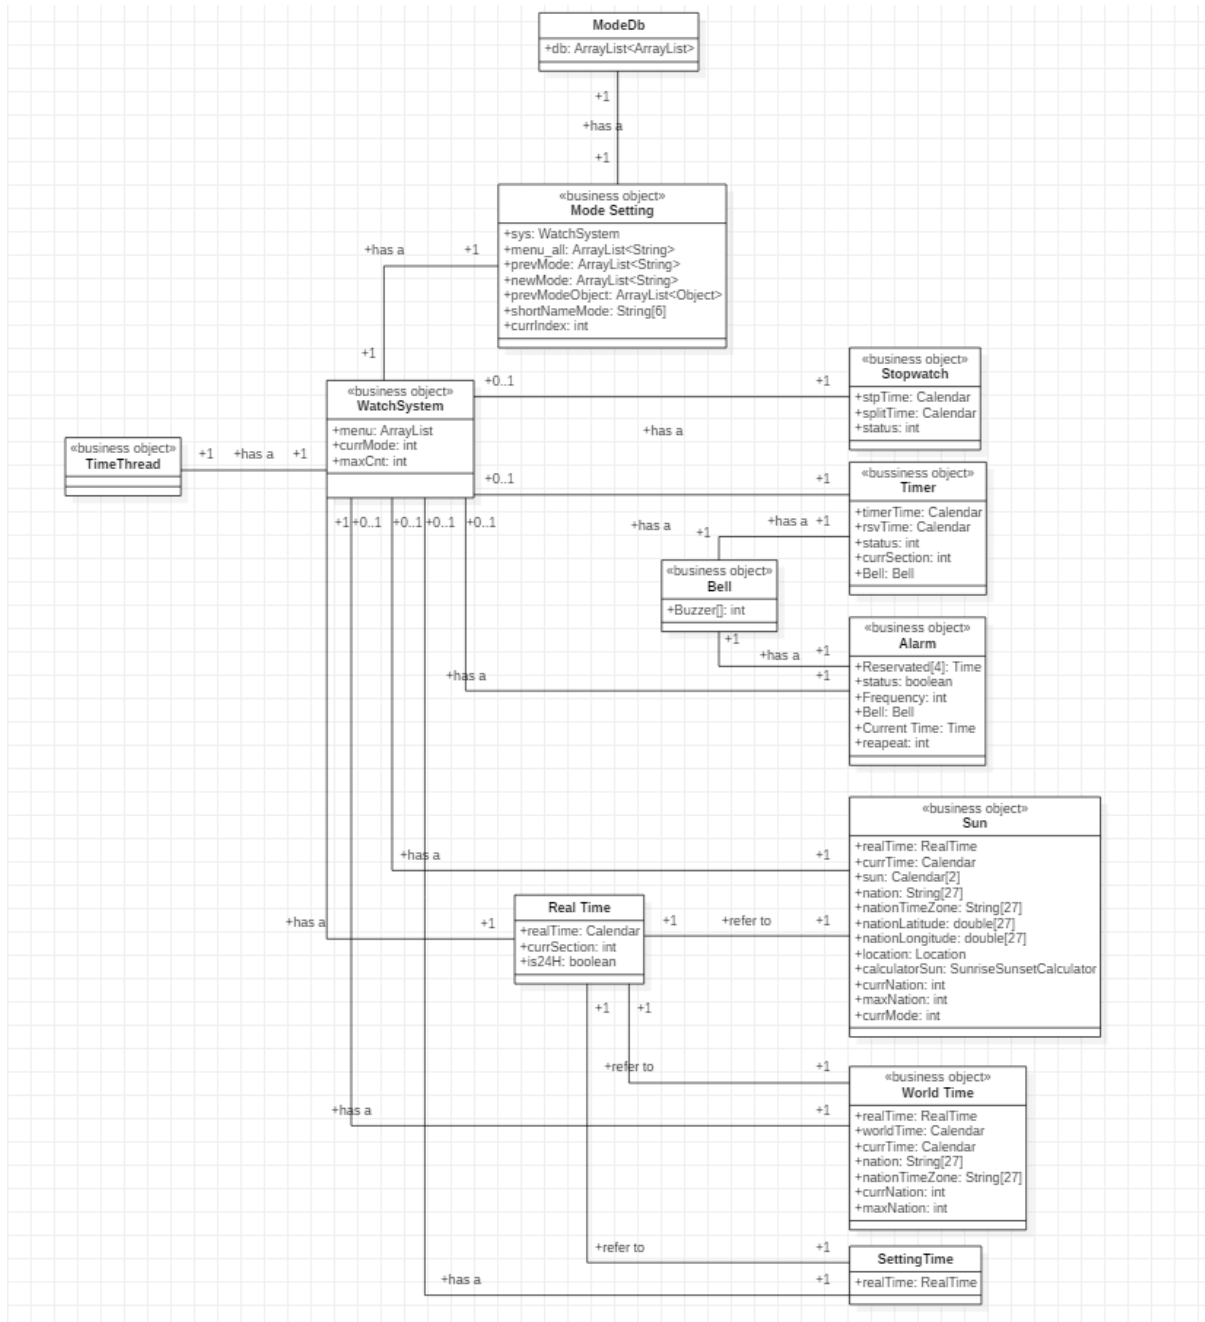 ModeDb
+db: ArrayList<ArrayList>
+1
+has a
+1
«business object»
Mode Setting
+sys: WatchSystem
+menu_all: ArrayList<String>
+prevMode: ArrayList<String>
+newMode: ArrayList<String>
+prevModeObject: ArrayList<Object>
+shortNameMode: String[6]
+currIndex: int
+has a
+1
+1
«business object»
WatchSystem
+menu: ArrayList
+currMode: int
+maxCnt: int
«business object»
TimeThread
+1
+has a
+1
+0..1
+1
+has a
«business object»
Stopwatch
+stpTime: Calendar
+splitTime: Calendar
+status: int
+0..1
+1
+has a
«bussiness object»
Timer
+timerTime: Calendar
+rsvTime: Calendar
+status: int
+currSection: int
+Bell: Bell
+1
+0..1
+0..1
+0..1
+0..1
+1
+has a
+1
«business object»
Bell
+Buzzer[]: int
+1
+has a
+1
+has a
+1
«business object»
Alarm
+Reservated[4]: Time
+status: boolean
+Frequency: int
+Bell: Bell
+Current Time: Time
+reapeat: int
+has a
+1
«business object»
Sun
+realTime: RealTime
+currTime: Calendar
+sun: Calendar[2]
+nation: String[27]
+nationTimeZone: String[27]
+nationLatitude: double[27]
+nationLongitude: double[27]
+location: Location
+calculatorSun: SunriseSunsetCalculator
+currNation: int
+maxNation: int
+currMode: int
+has a
+1
Real Time
+realTime: Calendar
+currSection: int
+is24H: boolean
+1
+refer to
+1
+1
+1
+refer to
+1
+has a
+1
«business object»
World Time
+realTime: RealTime
+worldTime: Calendar
+currTime: Calendar
+nation: String[27]
+nationTimeZone: String[27]
+currNation: int
+maxNation: int
+refer to
+1
+has a
+1
SettingTime
+realTime: RealTime